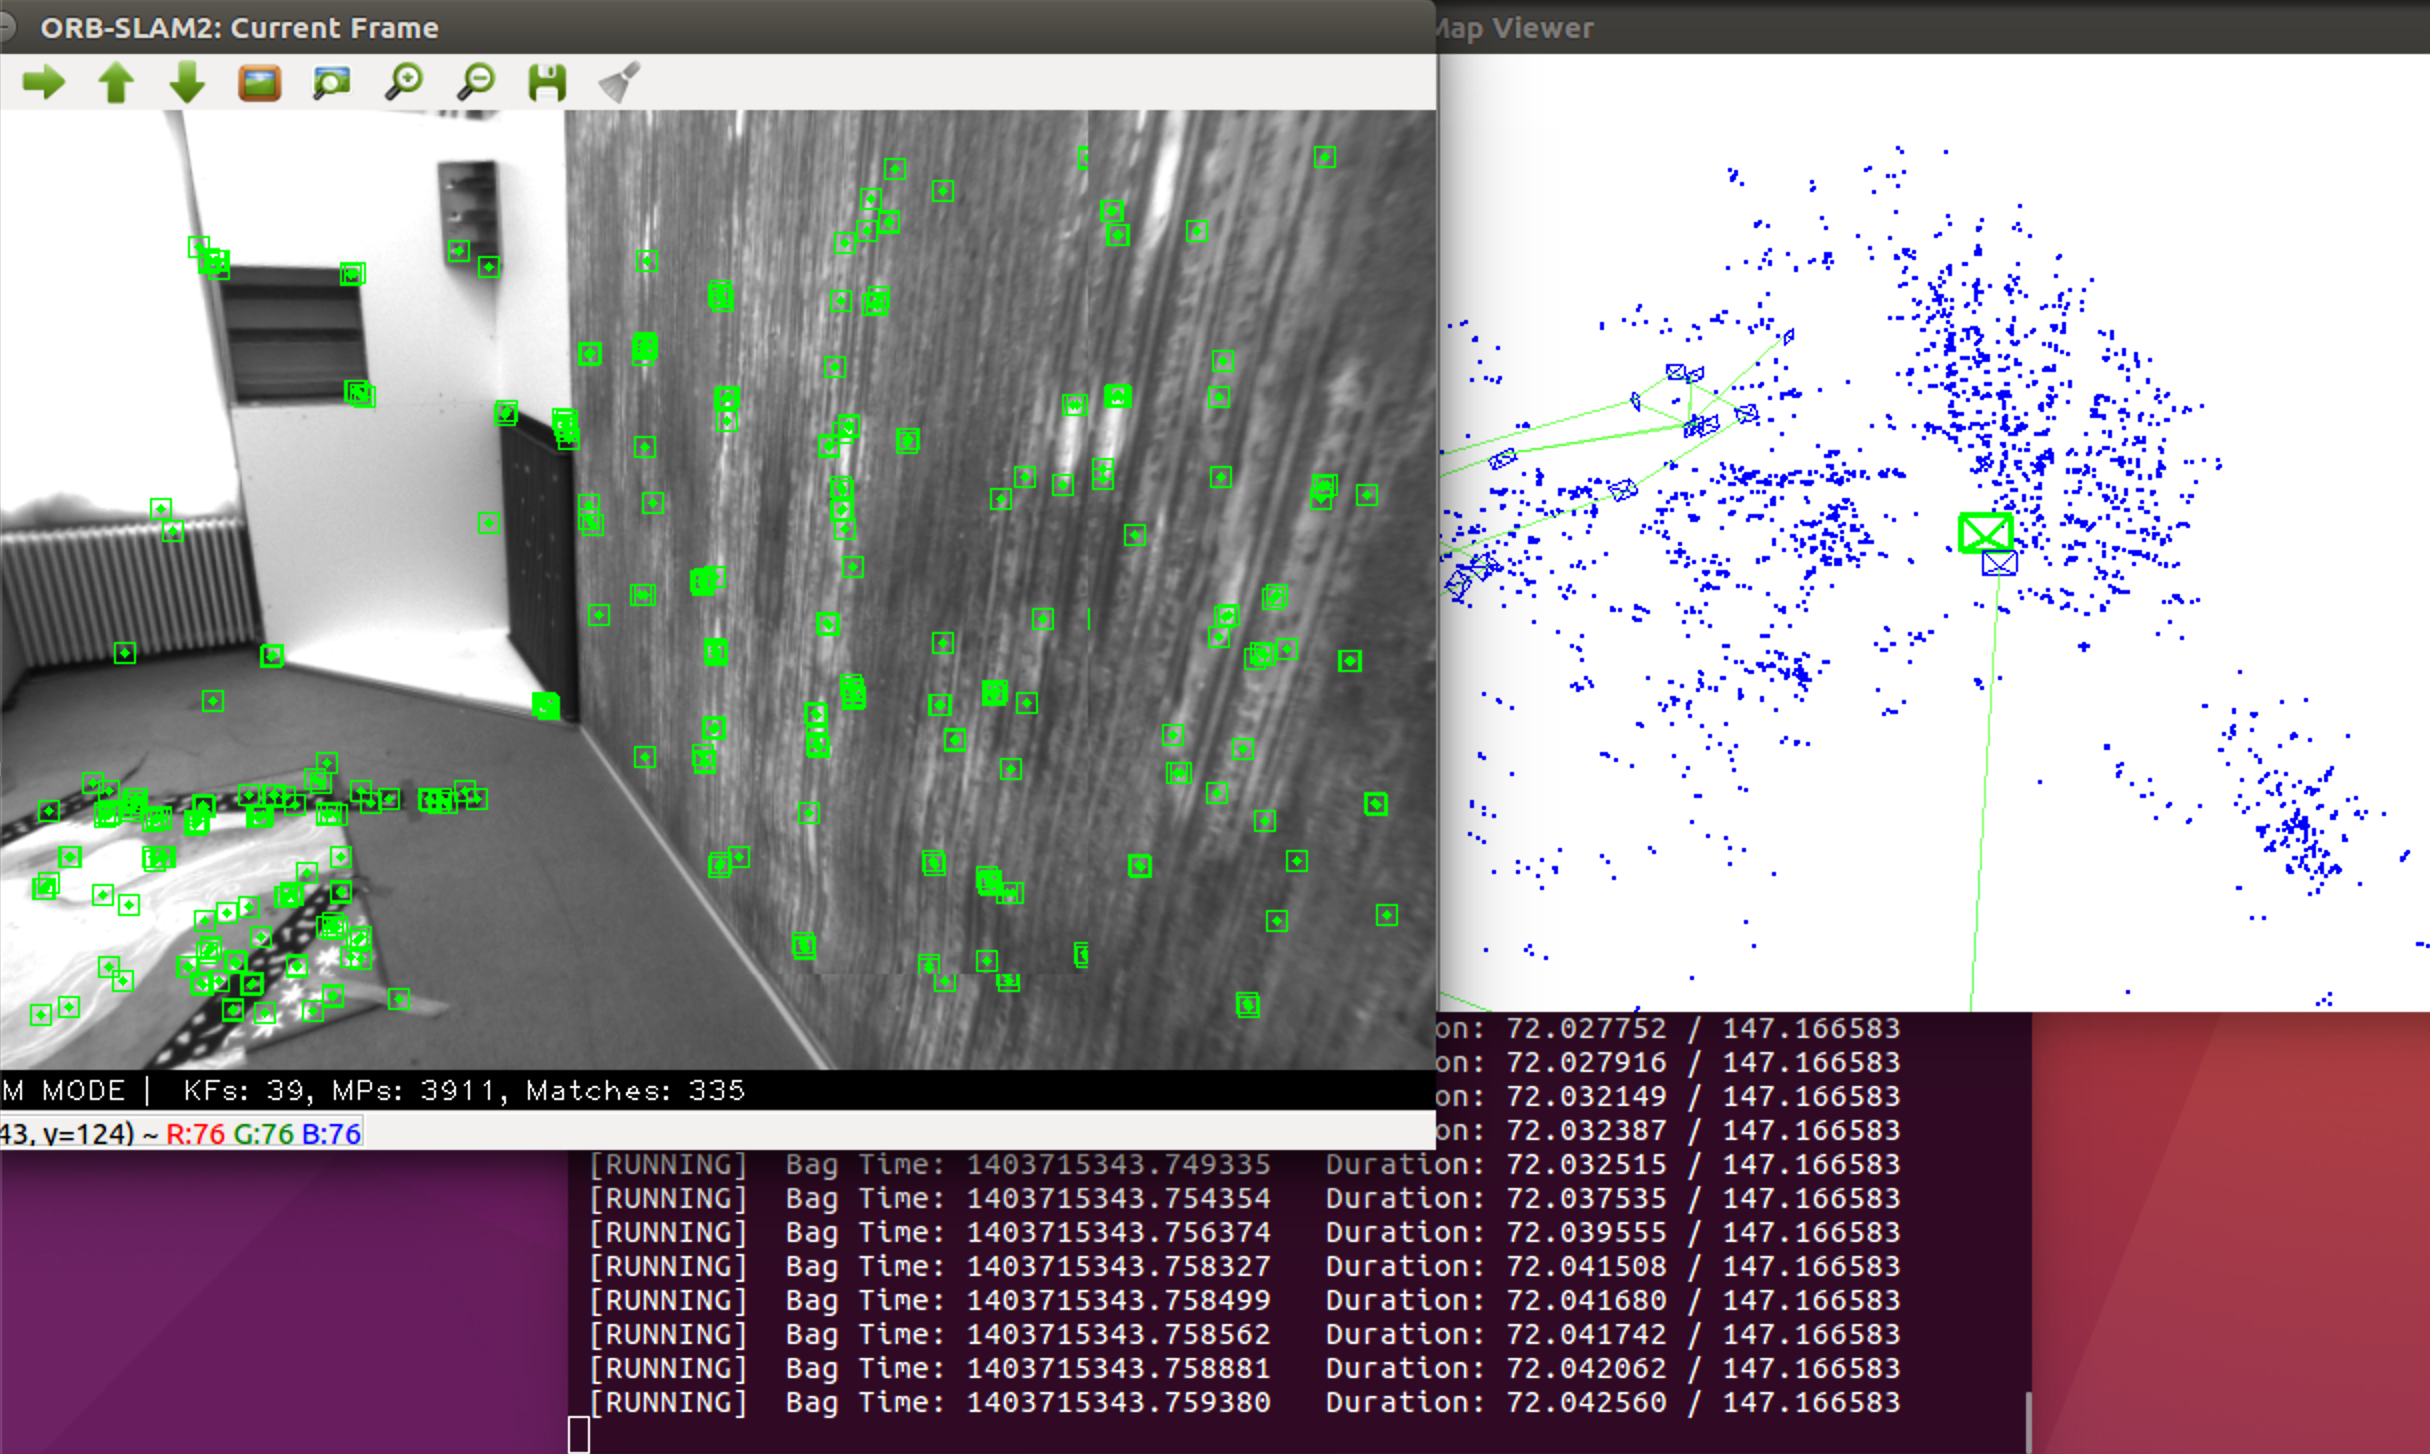 ORB-SLAM2: Current Frame
Map Viewer
M MODE | KFs: 39, MPs: 3911, Matches: 335
43, y=124) ~ R:76 G:76 B:76
on: 72.027752 / 147.166583
on: 72.027916 / 147.166583
on: 72.032149 / 147.166583
on: 72.032387 / 147.166583
[RUNNING] Bag Time: 1403715343.749335 Duration: 72.032515 / 147.166583
[RUNNING] Bag Time: 1403715343.754354 Duration: 72.037535 / 147.166583
[RUNNING] Bag Time: 1403715343.756374 Duration: 72.039555 / 147.166583
[RUNNING] Bag Time: 1403715343.758327 Duration: 72.041508 / 147.166583
[RUNNING] Bag Time: 1403715343.758499 Duration: 72.041680 / 147.166583
[RUNNING] Bag Time: 1403715343.758562 Duration: 72.041742 / 147.166583
[RUNNING] Bag Time: 1403715343.758881 Duration: 72.042062 / 147.166583
[RUNNING] Bag Time: 1403715343.759380 Duration: 72.042560 / 147.166583